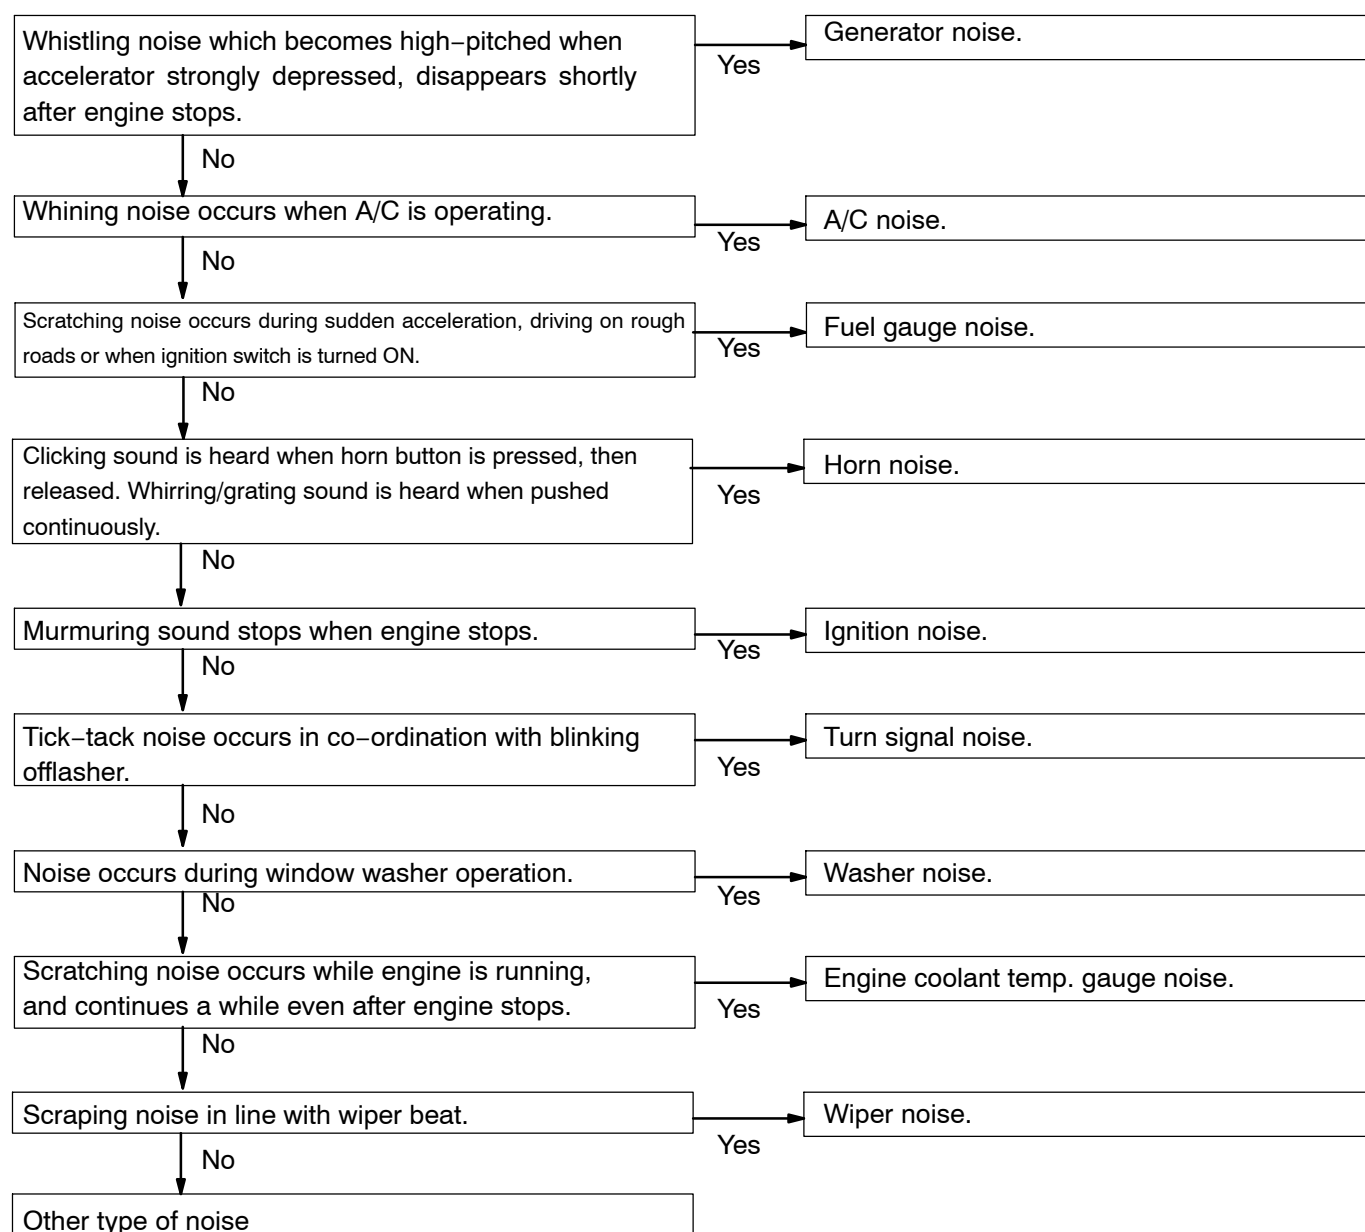 Whistling noise which becomes high−pitched when
accelerator strongly depressed, disappears shortly
after engine stops.
Yes
Generator noise.
No
Whining noise occurs when A/C is operating.
Yes
A/C noise.
No
Scratching noise occurs during sudden acceleration, driving on rough
roads or when ignition switch is turned ON.
Yes
Fuel gauge noise.
No
Clicking sound is heard when horn button is pressed, then
released. Whirring/grating sound is heard when pushed
continuously.
Yes
Horn noise.
No
Murmuring sound stops when engine stops.
Yes
Ignition noise.
No
Tick−tack noise occurs in co−ordination with blinking
offlasher.
Yes
Turn signal noise.
No
Noise occurs during window washer operation.
Yes
Washer noise.
No
Scratching noise occurs while engine is running,
and continues a while even after engine stops.
Yes
Engine coolant temp. gauge noise.
No
Scraping noise in line with wiper beat.
Yes
Wiper noise.
No
Other type of noise